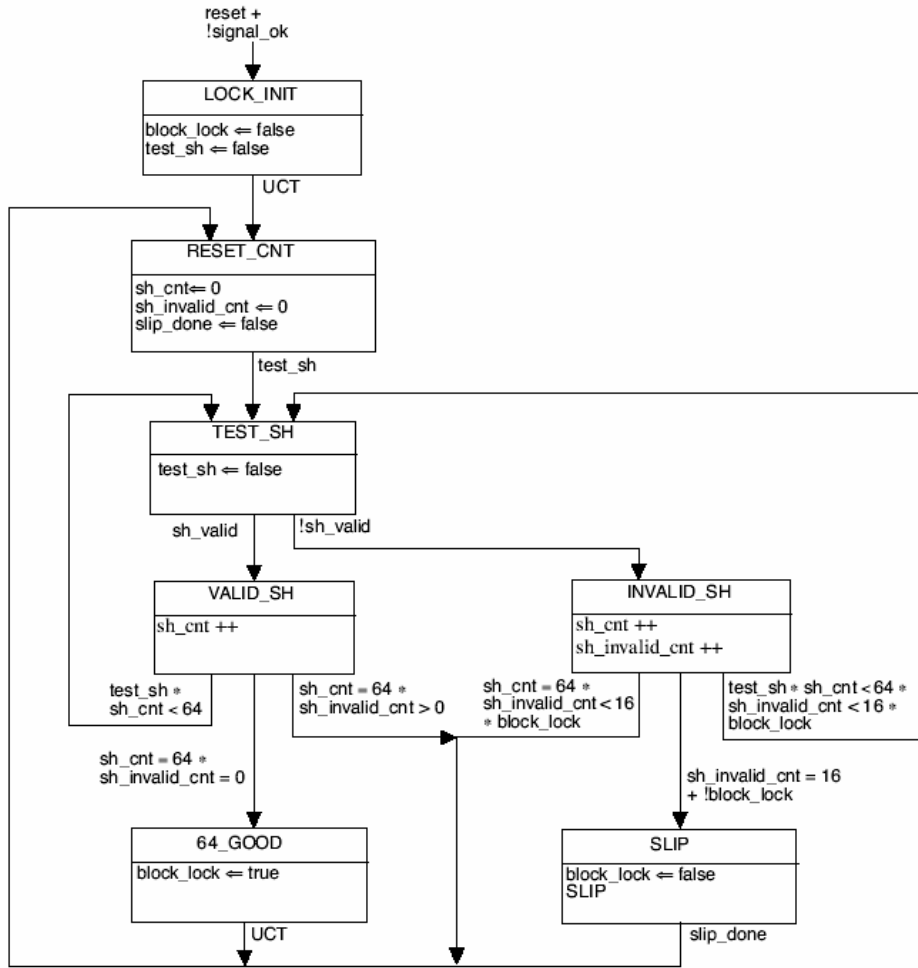 reset +
!signal_ok
LOCK_INIT
block_lock ⇐ false
test_sh ⇐ false
UCT
RESET_CNT
sh_cnt⇐ 0
sh_invalid_cnt ⇐ 0
slip_done ⇐ false
test_sh
TEST_SH
test_sh ⇐ false
sh_valid
!sh_valid
VALID_SH
sh_cnt ++
INVALID_SH
sh_cnt ++
sh_invalid_cnt ++
test_sh *
sh_cnt < 64
sh_cnt = 64 *
sh_invalid_cnt > 0
sh_cnt = 64 *
sh_invalid_cnt < 16
* block_lock
test_sh * sh_cnt < 64 *
sh_invalid_cnt < 16 *
block_lock
sh_cnt = 64 *
sh_invalid_cnt = 0
sh_invalid_cnt = 16
+ !block_lock
64_GOOD
block_lock ⇐ true
UCT
SLIP
block_lock ⇐ false
SLIP
slip_done